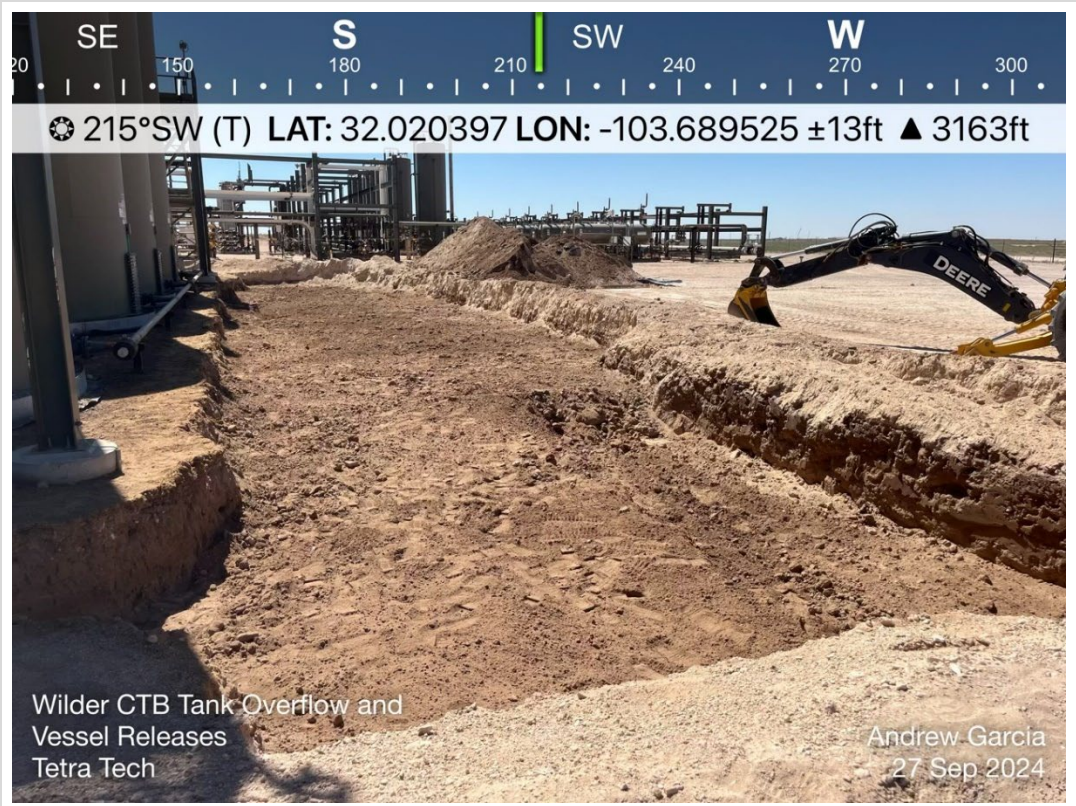 SE S SW W
20 150 180 210 240 270 300
215°SW (T) LAT: 32.020397 LON: -103.689525 ±13ft ▲ 3163ft
DEERE
Wilder CTB Tank Overflow and
Vessel Releases
Tetra Tech
Andrew Garcia
27 Sep 2024